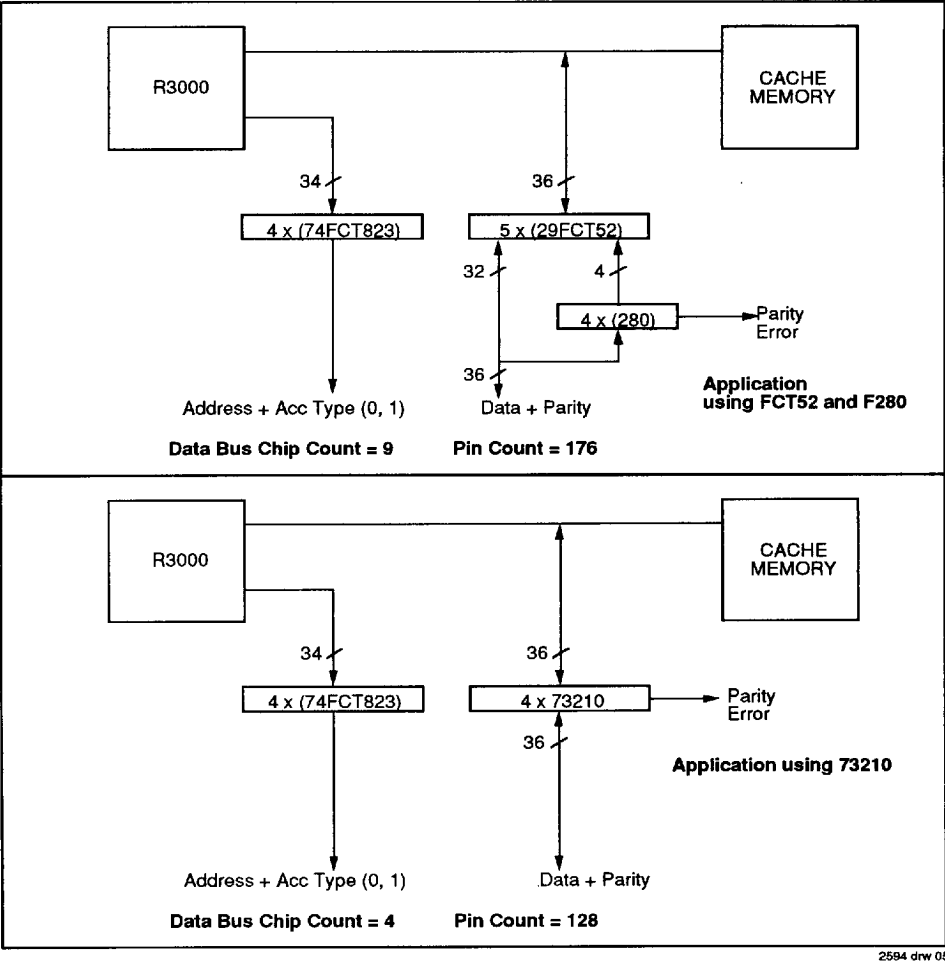 R3000
CACHE
MEMORY
34
36
4 x (74FCT823)
5 x (29FCT52)
32
4
4 x (280)
Parity
Error
36
Application
using FCT52 and F280
Address + Acc Type (0, 1)
Data + Parity
Data Bus Chip Count = 9
Pin Count = 176
R3000
CACHE
MEMORY
34
36
4 x (74FCT823)
4 x 73210
Parity
Error
36
Application using 73210
Address + Acc Type (0, 1)
Data + Parity
Data Bus Chip Count = 4
Pin Count = 128
2594 drw 05